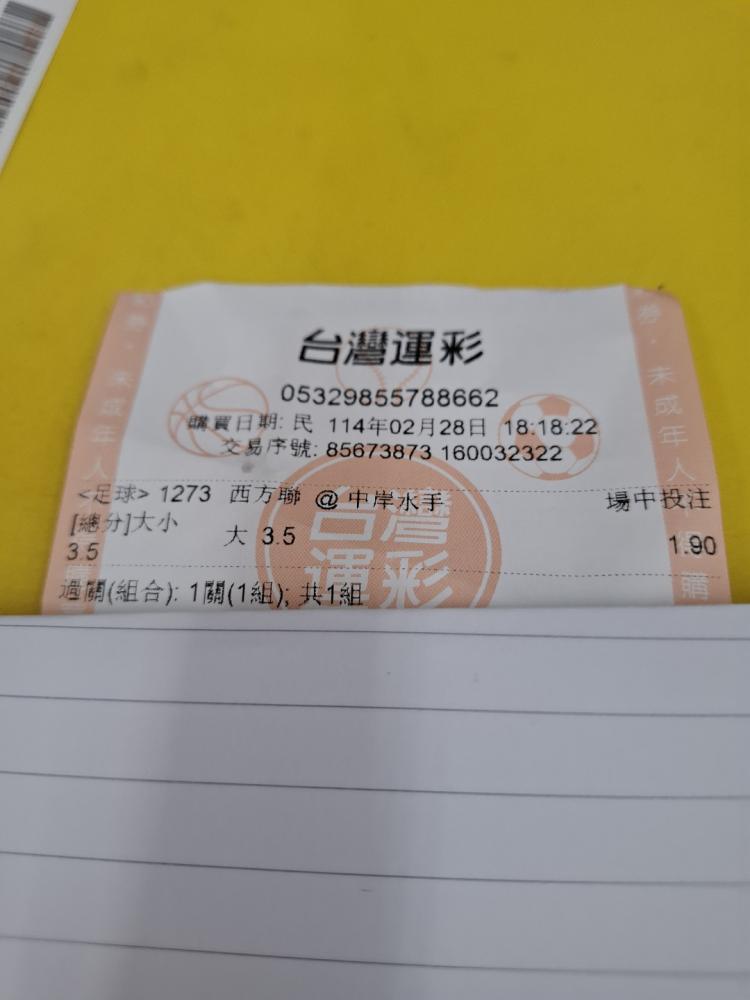 台灣運彩
05329855788662
購買日期: 民 114年02月28日 18:18:22
交易序號: 85673873 160032322
<足球> 1273 西方聯 @ 中岸水手 場中投注
[總分]大小 大 3.5 1.90
3.5
過關(組合): 1關(1組); 共1組
台灣
運彩
券.未成年人
券.未成年人 購